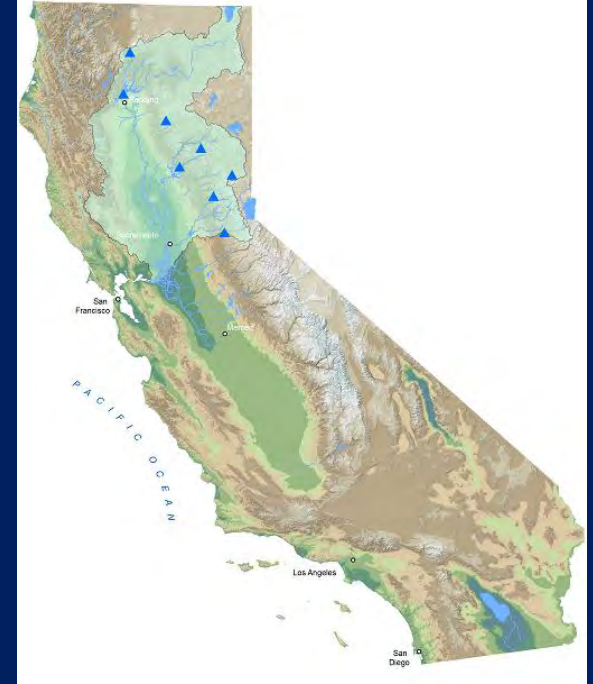 Redding
Sacramento
San
Francisco
Merced
PACIFIC OCEAN
Los Angeles
San
Diego